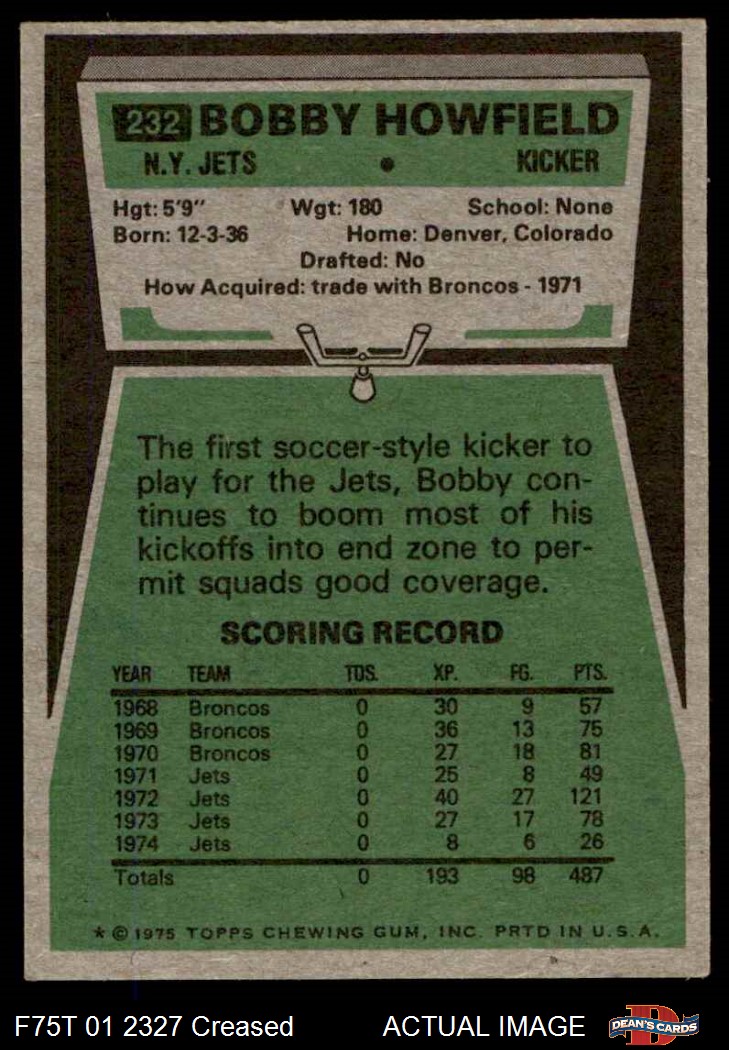 232 BOBBY HOWFIELD
N.Y. JETS • KICKER
Hgt: 5'9" Wgt: 180 School: None
Born: 12-3-36 Home: Denver, Colorado
Drafted: No
How Acquired: trade with Broncos - 1971
The first soccer-style kicker to
play for the Jets, Bobby con-
tinues to boom most of his
kickoffs into end zone to per-
mit squads good coverage.
SCORING RECORD
YEAR TEAM TDS. XP. FG. PTS.
1968 Broncos 0 30 9 57
1969 Broncos 0 36 13 75
1970 Broncos 0 27 18 81
1971 Jets 0 25 8 49
1972 Jets 0 40 27 121
1973 Jets 0 27 17 78
1974 Jets 0 8 6 26
Totals 0 193 98 487
* © 1975 TOPPS CHEWING GUM, INC. PRTD IN U.S.A.
F75T 01 2327 Creased ACTUAL IMAGE D DEAN'S CARDS